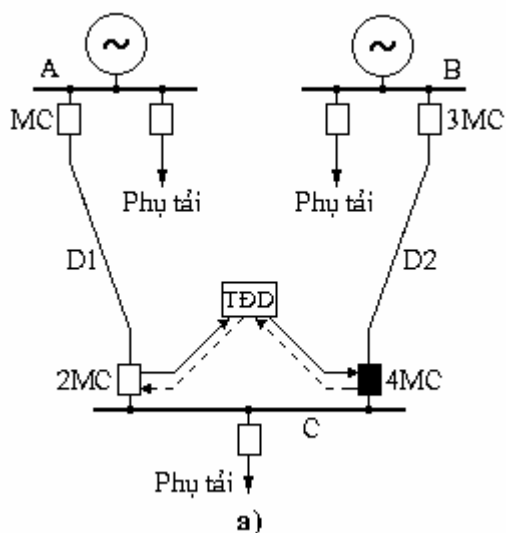 A
B
MC
3MC
Phụ tải
Phụ tải
D1
D2
TĐD
2MC
4MC
C
Phụ tải
a)